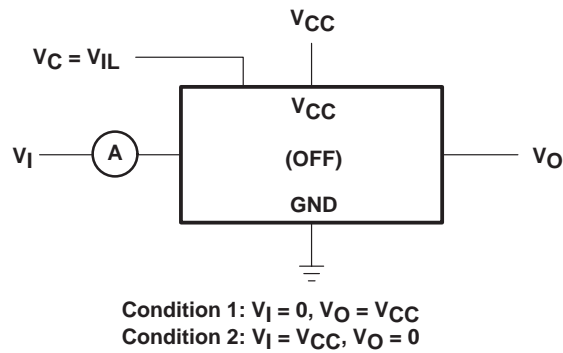 VCC
VC = VIL
VCC
VI
A
(OFF)
VO
GND
Condition 1: VI = 0, VO = VCC
Condition 2: VI = VCC, VO = 0